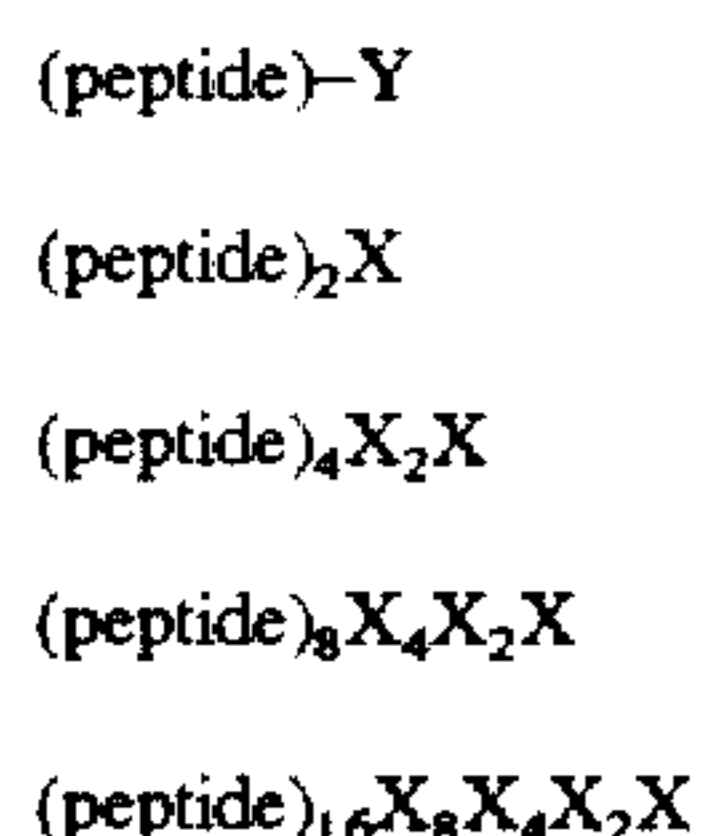 (peptide)–Y
(peptide)₂X
(peptide)₄X₂X
(peptide)₈X₄X₂X
(peptide)₁₆X₈X₄X₂X